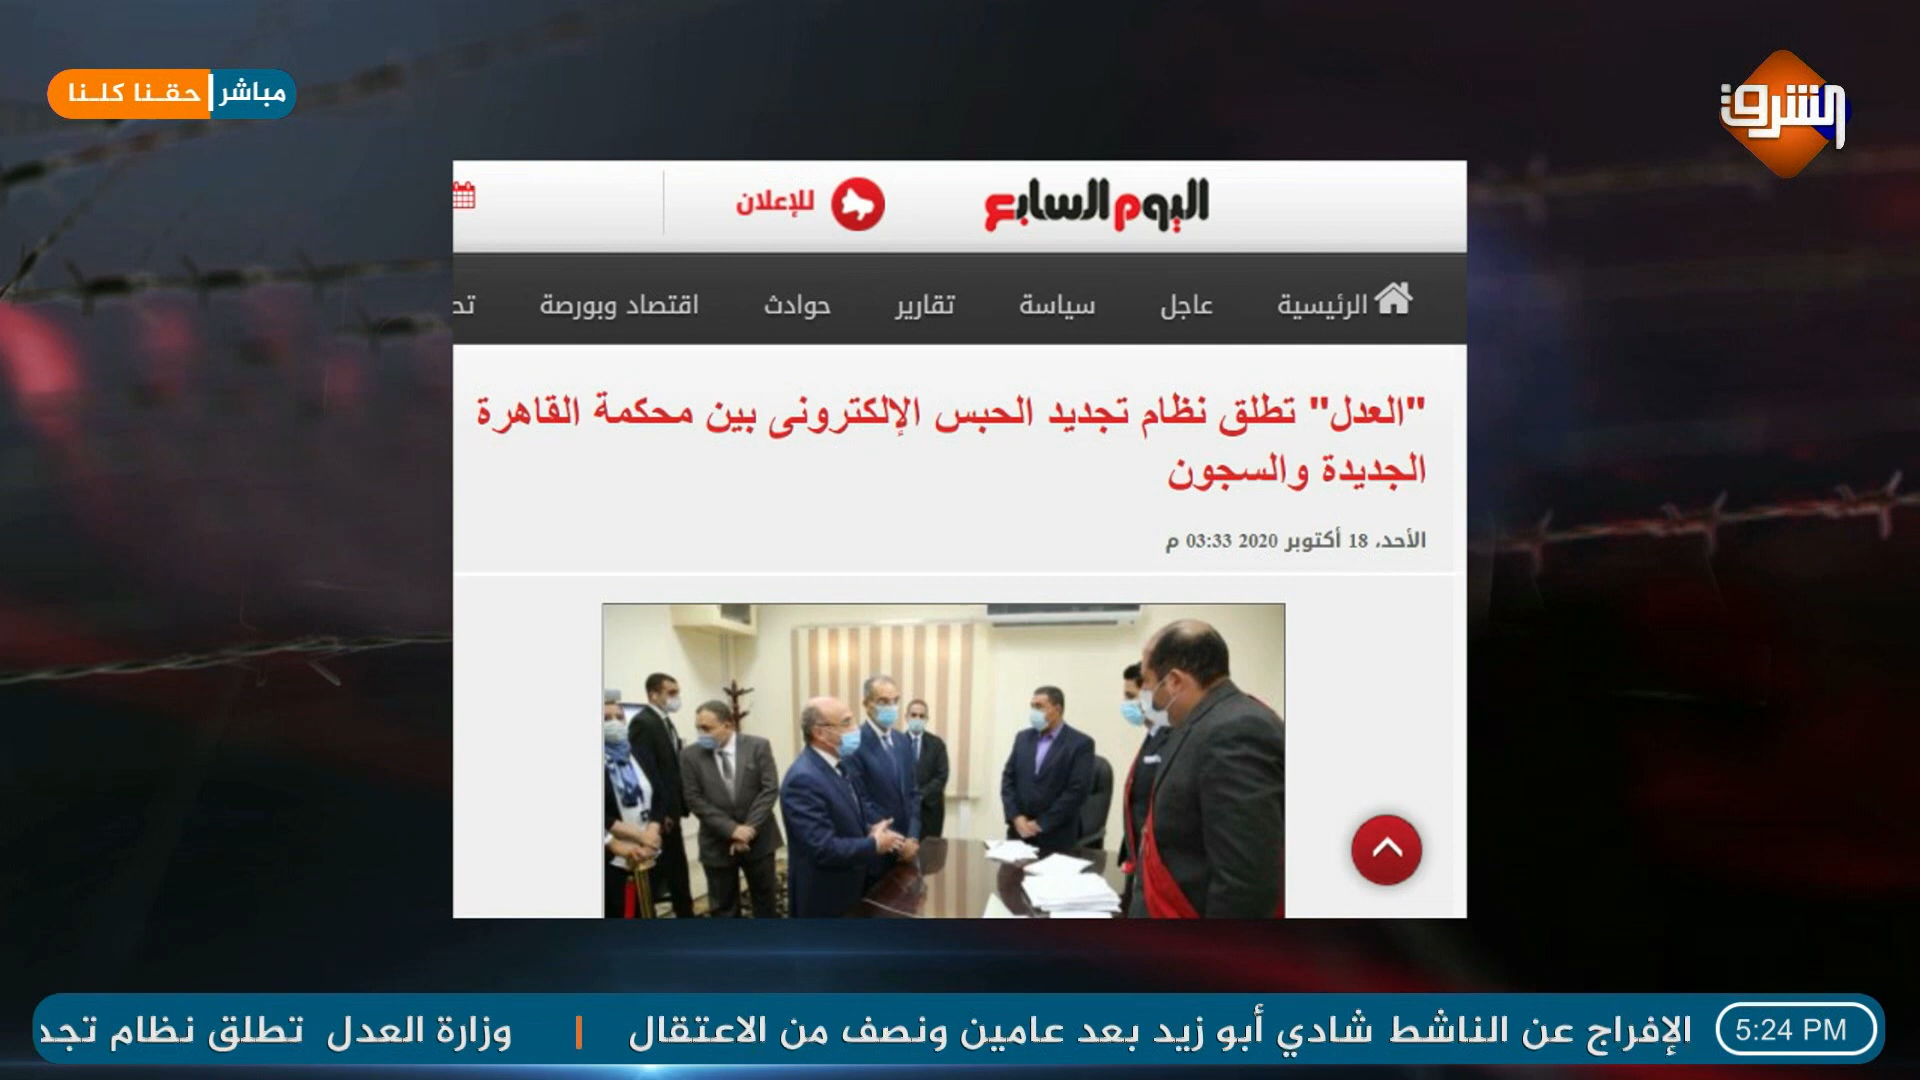 مباشر حقنا كلنا
الشرق
اليوم السابع
للإعلان
الرئيسية عاجل سياسة تقارير حوادث اقتصاد وبورصة تح
"العدل" تطلق نظام تجديد الحبس الإلكترونى بين محكمة القاهرة
الجديدة والسجون
الأحد، 18 أكتوبر 2020 03:33 م
5:24 PM
الإفراج عن الناشط شادي أبو زيد بعد عامين ونصف من الاعتقال | وزارة العدل تطلق نظام تجد